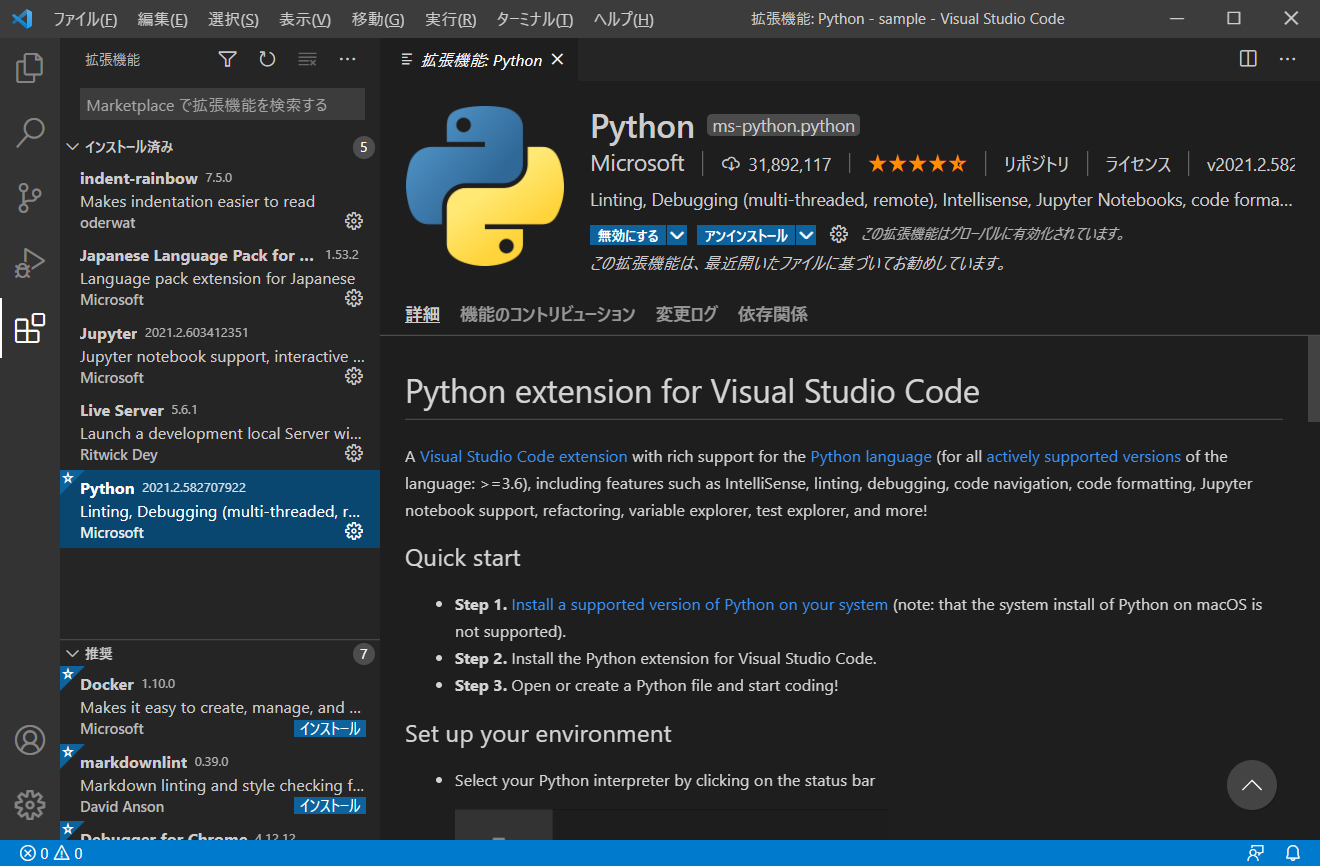 ファイル(F) 編集(E) 選択(S) 表示(V) 移動(G) 実行(R) ターミナル(T) ヘルプ(H) 拡張機能: Python - sample - Visual Studio Code
拡張機能
Marketplace で拡張機能を検索する
インストール済み 5
indent-rainbow 7.5.0
Makes indentation easier to read
oderwat
Japanese Language Pack for ... 1.53.2
Language pack extension for Japanese
Microsoft
Jupyter 2021.2.603412351
Jupyter notebook support, interactive ...
Microsoft
Live Server 5.6.1
Launch a development local Server wi...
Ritwick Dey
Python 2021.2.582707922
Linting, Debugging (multi-threaded, r...
Microsoft
推奨 7
Docker 1.10.0
Makes it easy to create, manage, and ...
Microsoft インストール
markdownlint 0.39.0
Markdown linting and style checking f...
David Anson インストール
Debugger for Chrome 4.12.12
拡張機能: Python
Python ms-python.python
Microsoft 31,892,117 リポジトリ ライセンス v2021.2.582
Linting, Debugging (multi-threaded, remote), Intellisense, Jupyter Notebooks, code forma...
無効にする アンインストール この拡張機能はグローバルに有効化されています。
この拡張機能は、最近開いたファイルに基づいてお勧めしています。
詳細 機能のコントリビューション 変更ログ 依存関係
Python extension for Visual Studio Code
A Visual Studio Code extension with rich support for the Python language (for all actively supported versions of the
language: >=3.6), including features such as IntelliSense, linting, debugging, code navigation, code formatting, Jupyter
notebook support, refactoring, variable explorer, test explorer, and more!
Quick start
• Step 1. Install a supported version of Python on your system (note: that the system install of Python on macOS is
not supported).
• Step 2. Install the Python extension for Visual Studio Code.
• Step 3. Open or create a Python file and start coding!
Set up your environment
• Select your Python interpreter by clicking on the status bar
0 0